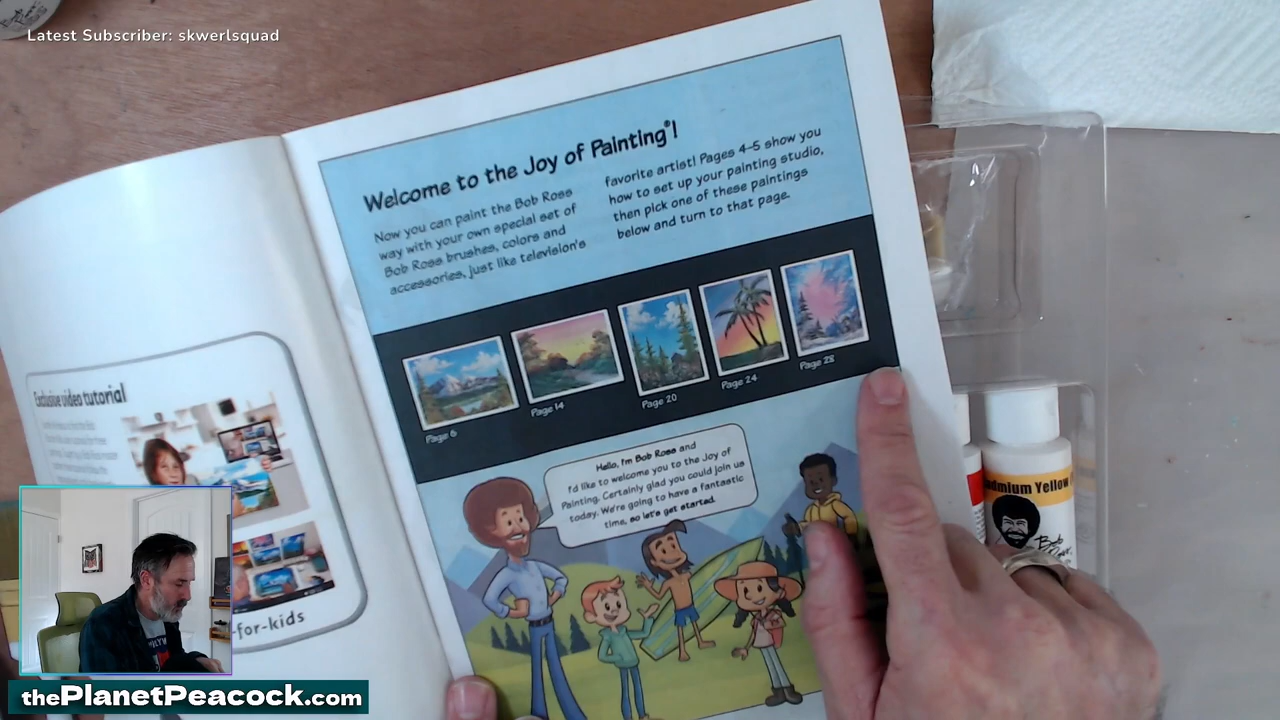 Latest Subscriber: skwerlsquad
Welcome to the Joy of Painting®!
Now you can paint the Bob Ross
way with your own special set of
Bob Ross brushes, colors and
accessories, just like television's
favorite artist! Pages 4-5 show you
how to set up your painting studio,
then pick one of these paintings
below and turn to that page.
Page 6
Page 14
Page 20
Page 24
Page 28
Hello, I'm Bob Ross and
I'd like to welcome you to the Joy of
Painting. Certainly glad you could join us
today. We're going to have a fantastic
time, so let's get started.
Exclusive video tutorial
-for-kids
Yellow
Bob
thePlanetPeacock.com